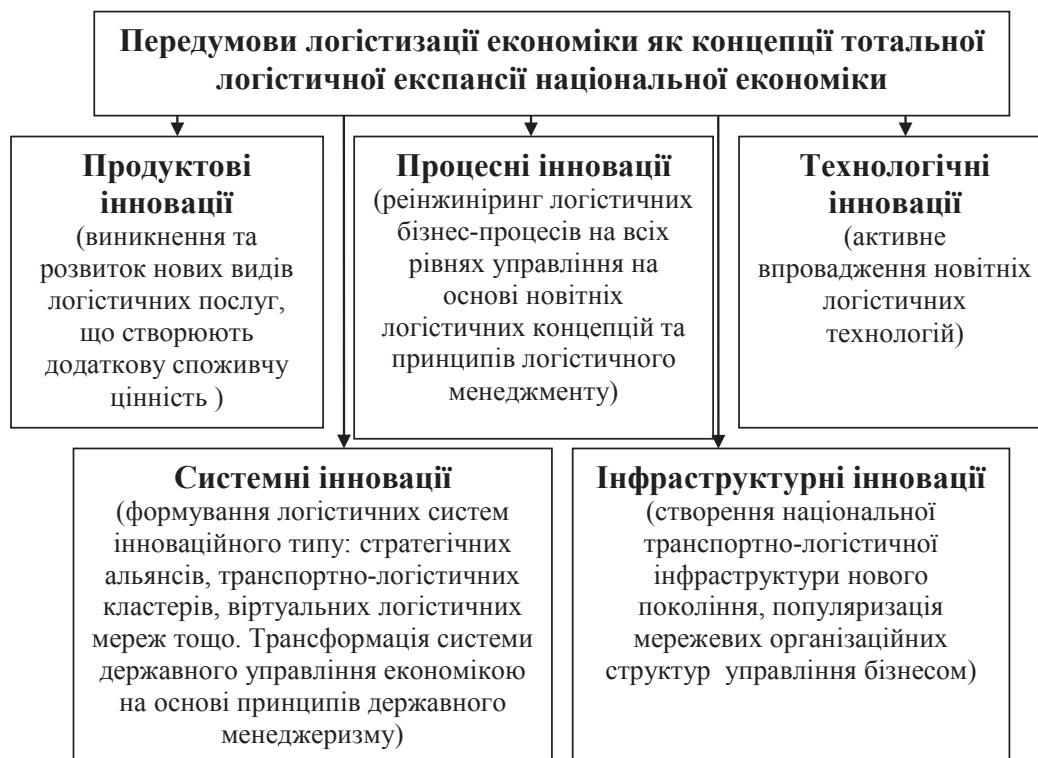 Передумови логістизації економіки як концепції тотальної
логістичної експансії національної економіки
Продуктові
інновації
(виникнення та
розвиток нових видів
логістичних послуг,
що створюють
додаткову споживчу
цінність )
Процесні інновації
(реінжиніринг логістичних
бізнес-процесів на всіх
рівнях управління на
основі новітніх
логістичних концепцій та
принципів логістичного
менеджменту)
Технологічні
інновації
(активне
впровадження новітніх
логістичних
технологій)
Системні інновації
(формування логістичних систем
інноваційного типу: стратегічних
альянсів, транспортно-логістичних
кластерів, віртуальних логістичних
мереж тощо. Трансформація системи
державного управління економікою
на основі принципів державного
менеджеризму)
Інфраструктурні інновації
(створення національної
транспортно-логістичної
інфраструктури нового
покоління, популяризація
мережевих організаційних
структур  управління бізнесом)